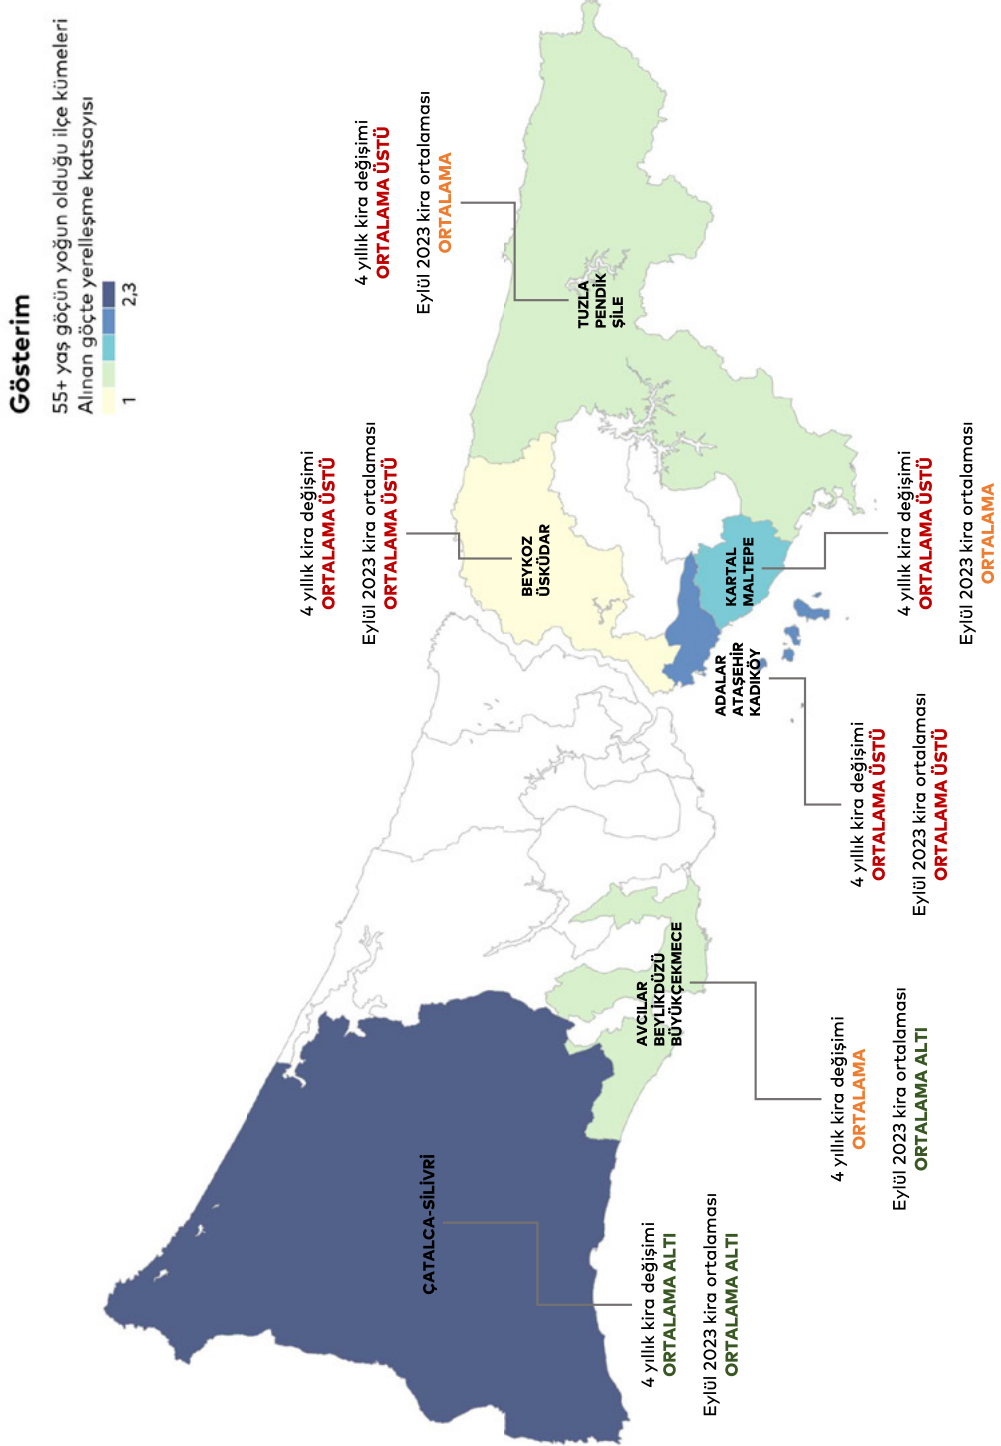 Gösterim
55+ yaş göçün yoğun olduğu ilçe kümeleri
Alınan göçte yerelleşme katsayısı
1
2,3
4 yıllık kira değişimi
ORTALAMA ÜSTÜ
Eylül 2023 kira ortalaması
ORTALAMA
TUZLA
PENDİK
ŞİLE
4 yıllık kira değişimi
ORTALAMA ÜSTÜ
Eylül 2023 kira ortalaması
ORTALAMA ÜSTÜ
BEYKOZ
ÜSKÜDAR
KARTAL
MALTEPE
4 yıllık kira değişimi
ORTALAMA ÜSTÜ
Eylül 2023 kira ortalaması
ORTALAMA
ADALAR
ATAŞEHİR
KADIKÖY
4 yıllık kira değişimi
ORTALAMA ÜSTÜ
Eylül 2023 kira ortalaması
ORTALAMA ÜSTÜ
AVCILAR
BEYLİKDÜZÜ
BÜYÜKÇEKMECE
4 yıllık kira değişimi
ORTALAMA
Eylül 2023 kira ortalaması
ORTALAMA ALTI
ÇATALCA-SİLİVRİ
4 yıllık kira değişimi
ORTALAMA ALTI
Eylül 2023 kira ortalaması
ORTALAMA ALTI